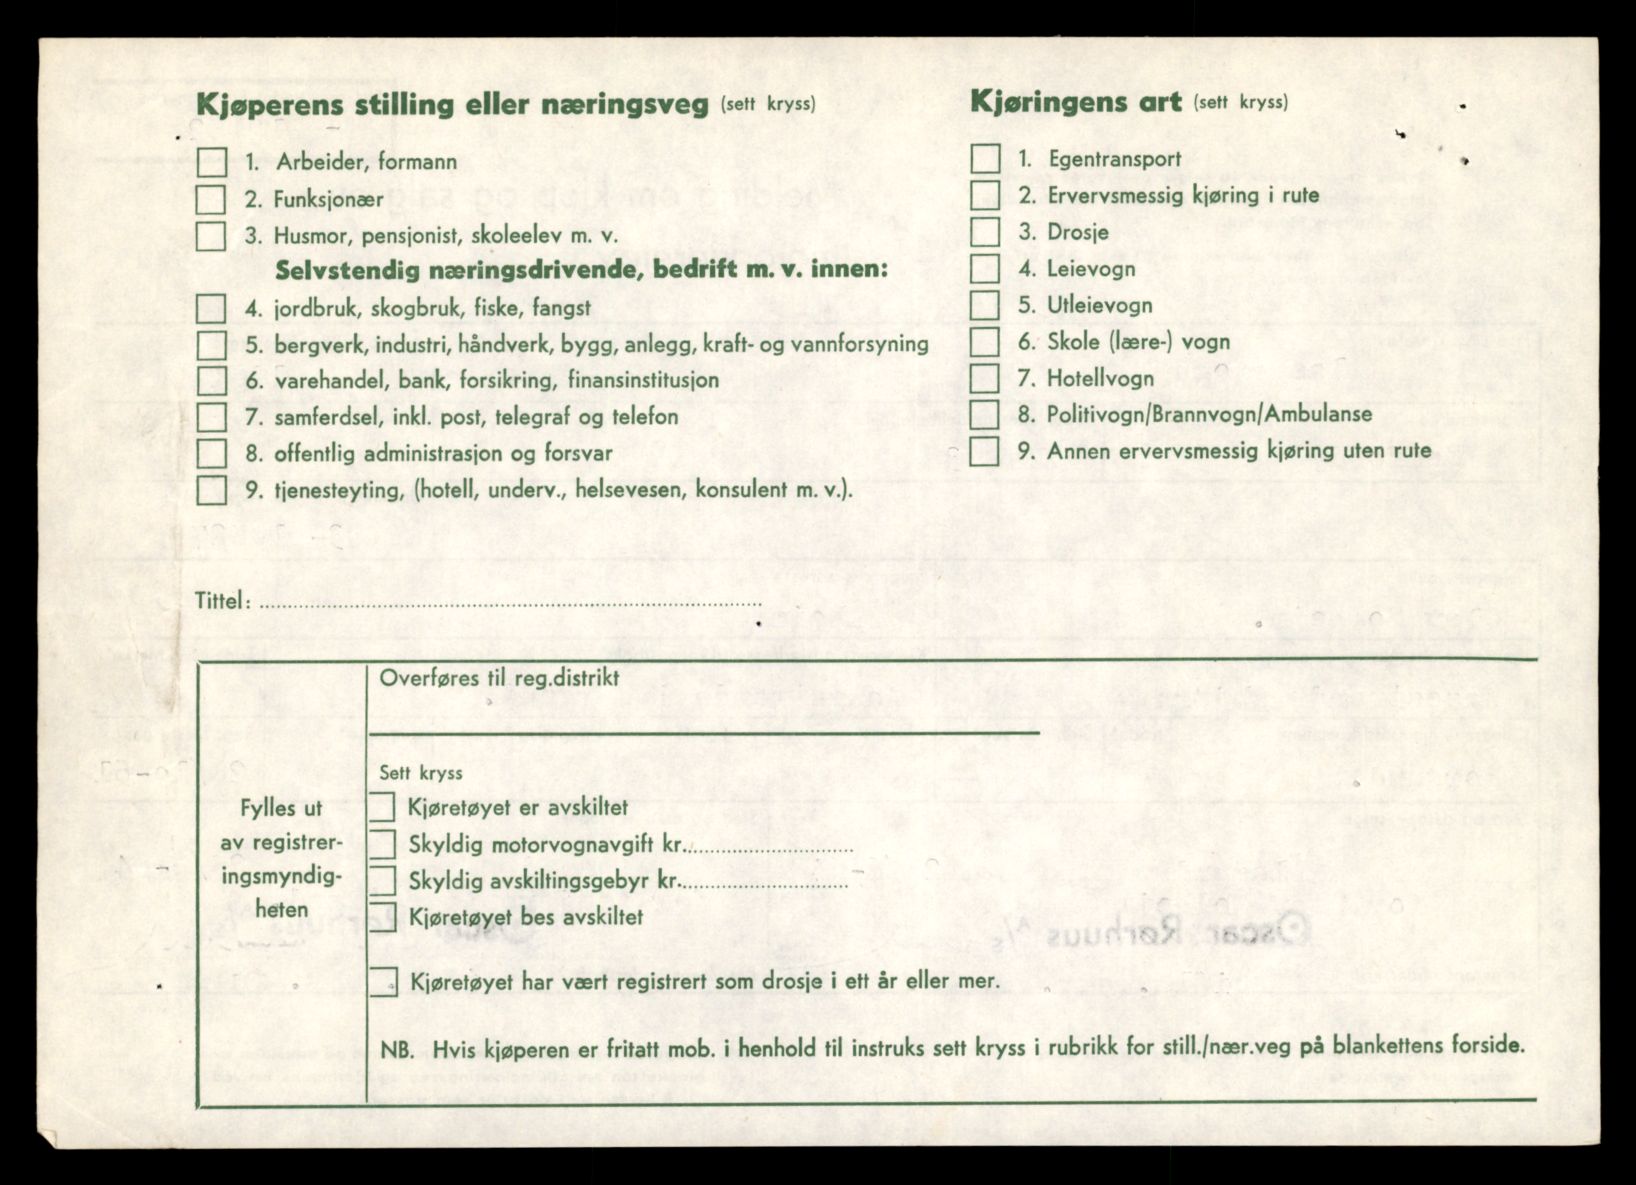 Kjøperens stilling eller næringsveg (sett kryss)
1. Arbeider, formann
2. Funksjonær
3. Husmor, pensjonist, skoleelev m. v.
Selvstendig næringsdrivende, bedrift m. v. innen:
4. jordbruk, skogbruk, fiske, fangst
5. bergverk, industri, håndverk, bygg, anlegg, kraft- og vannforsyning
6. varehandel, bank, forsikring, finansinstitusjon
7. samferdsel, inkl. post, telegraf og telefon
8. offentlig administrasjon og forsvar
9. tjenesteyting, (hotell, underv., helsevesen, konsulent m. v.).
Kjøringens art (sett kryss)
1. Egentransport
2. Ervervsmessig kjøring i rute
3. Drosje
4. Leievogn
5. Utleievogn
6. Skole (lære-) vogn
7. Hotellvogn
8. Politivogn/Brannvogn/Ambulanse
9. Annen ervervsmessig kjøring uten rute
Tittel:
Fylles ut
av registrer-
ingsmyndig-
heten
Overføres til reg.distrikt
Sett kryss
Kjøretøyet er avskiltet
Skyldig motorvognavgift kr.
Skyldig avskiltingsgebyr kr.
Kjøretøyet bes avskiltet
Kjøretøyet har vært registrert som drosje i ett år eller mer.
NB. Hvis kjøperen er fritatt mob. i henhold til instruks sett kryss i rubrikk for still./nær.veg på blankettens forside.
Oscar Rørhuus A/S